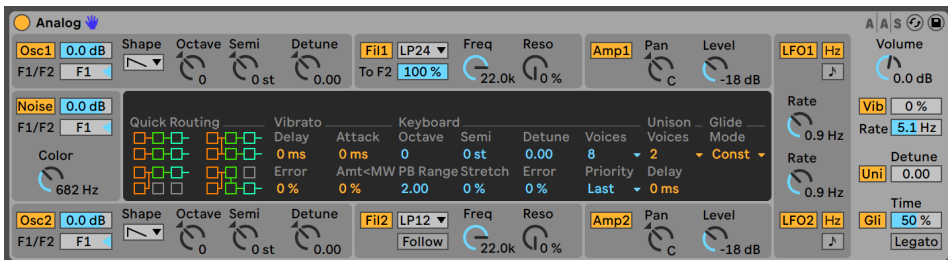 Analog
A|A|S
Osc1 0.0 dB Shape Octave Semi Detune Fil1 LP24 Freq Reso Amp1 Pan Level LFO1 Hz Volume
F1/F2 F1 0 0 st 0.00 To F2 100 % 22.0k 0 % C -18 dB 0.0 dB
Noise 0.0 dB Rate Vib 0 %
F1/F2 F1 0.9 Hz Rate 5.1 Hz
Color
682 Hz
Quick Routing Vibrato Keyboard Unison Glide
Delay Attack Octave Semi Detune Voices Voices Mode
0 ms 0 ms 0 0 st 0.00 8 2 Const
Error Amt<MW PB Range Stretch Error Priority Delay
0 % 0 % 2.00 0 % 0 % Last 0 ms
Rate Detune
0.9 Hz Uni 0.00
Osc2 0.0 dB Shape Octave Semi Detune Fil2 LP12 Freq Reso Amp2 Pan Level LFO2 Hz Time
Gli 50 %
F1/F2 F1 0 0 st 0.00 Follow 22.0k 0 % C -18 dB Legato